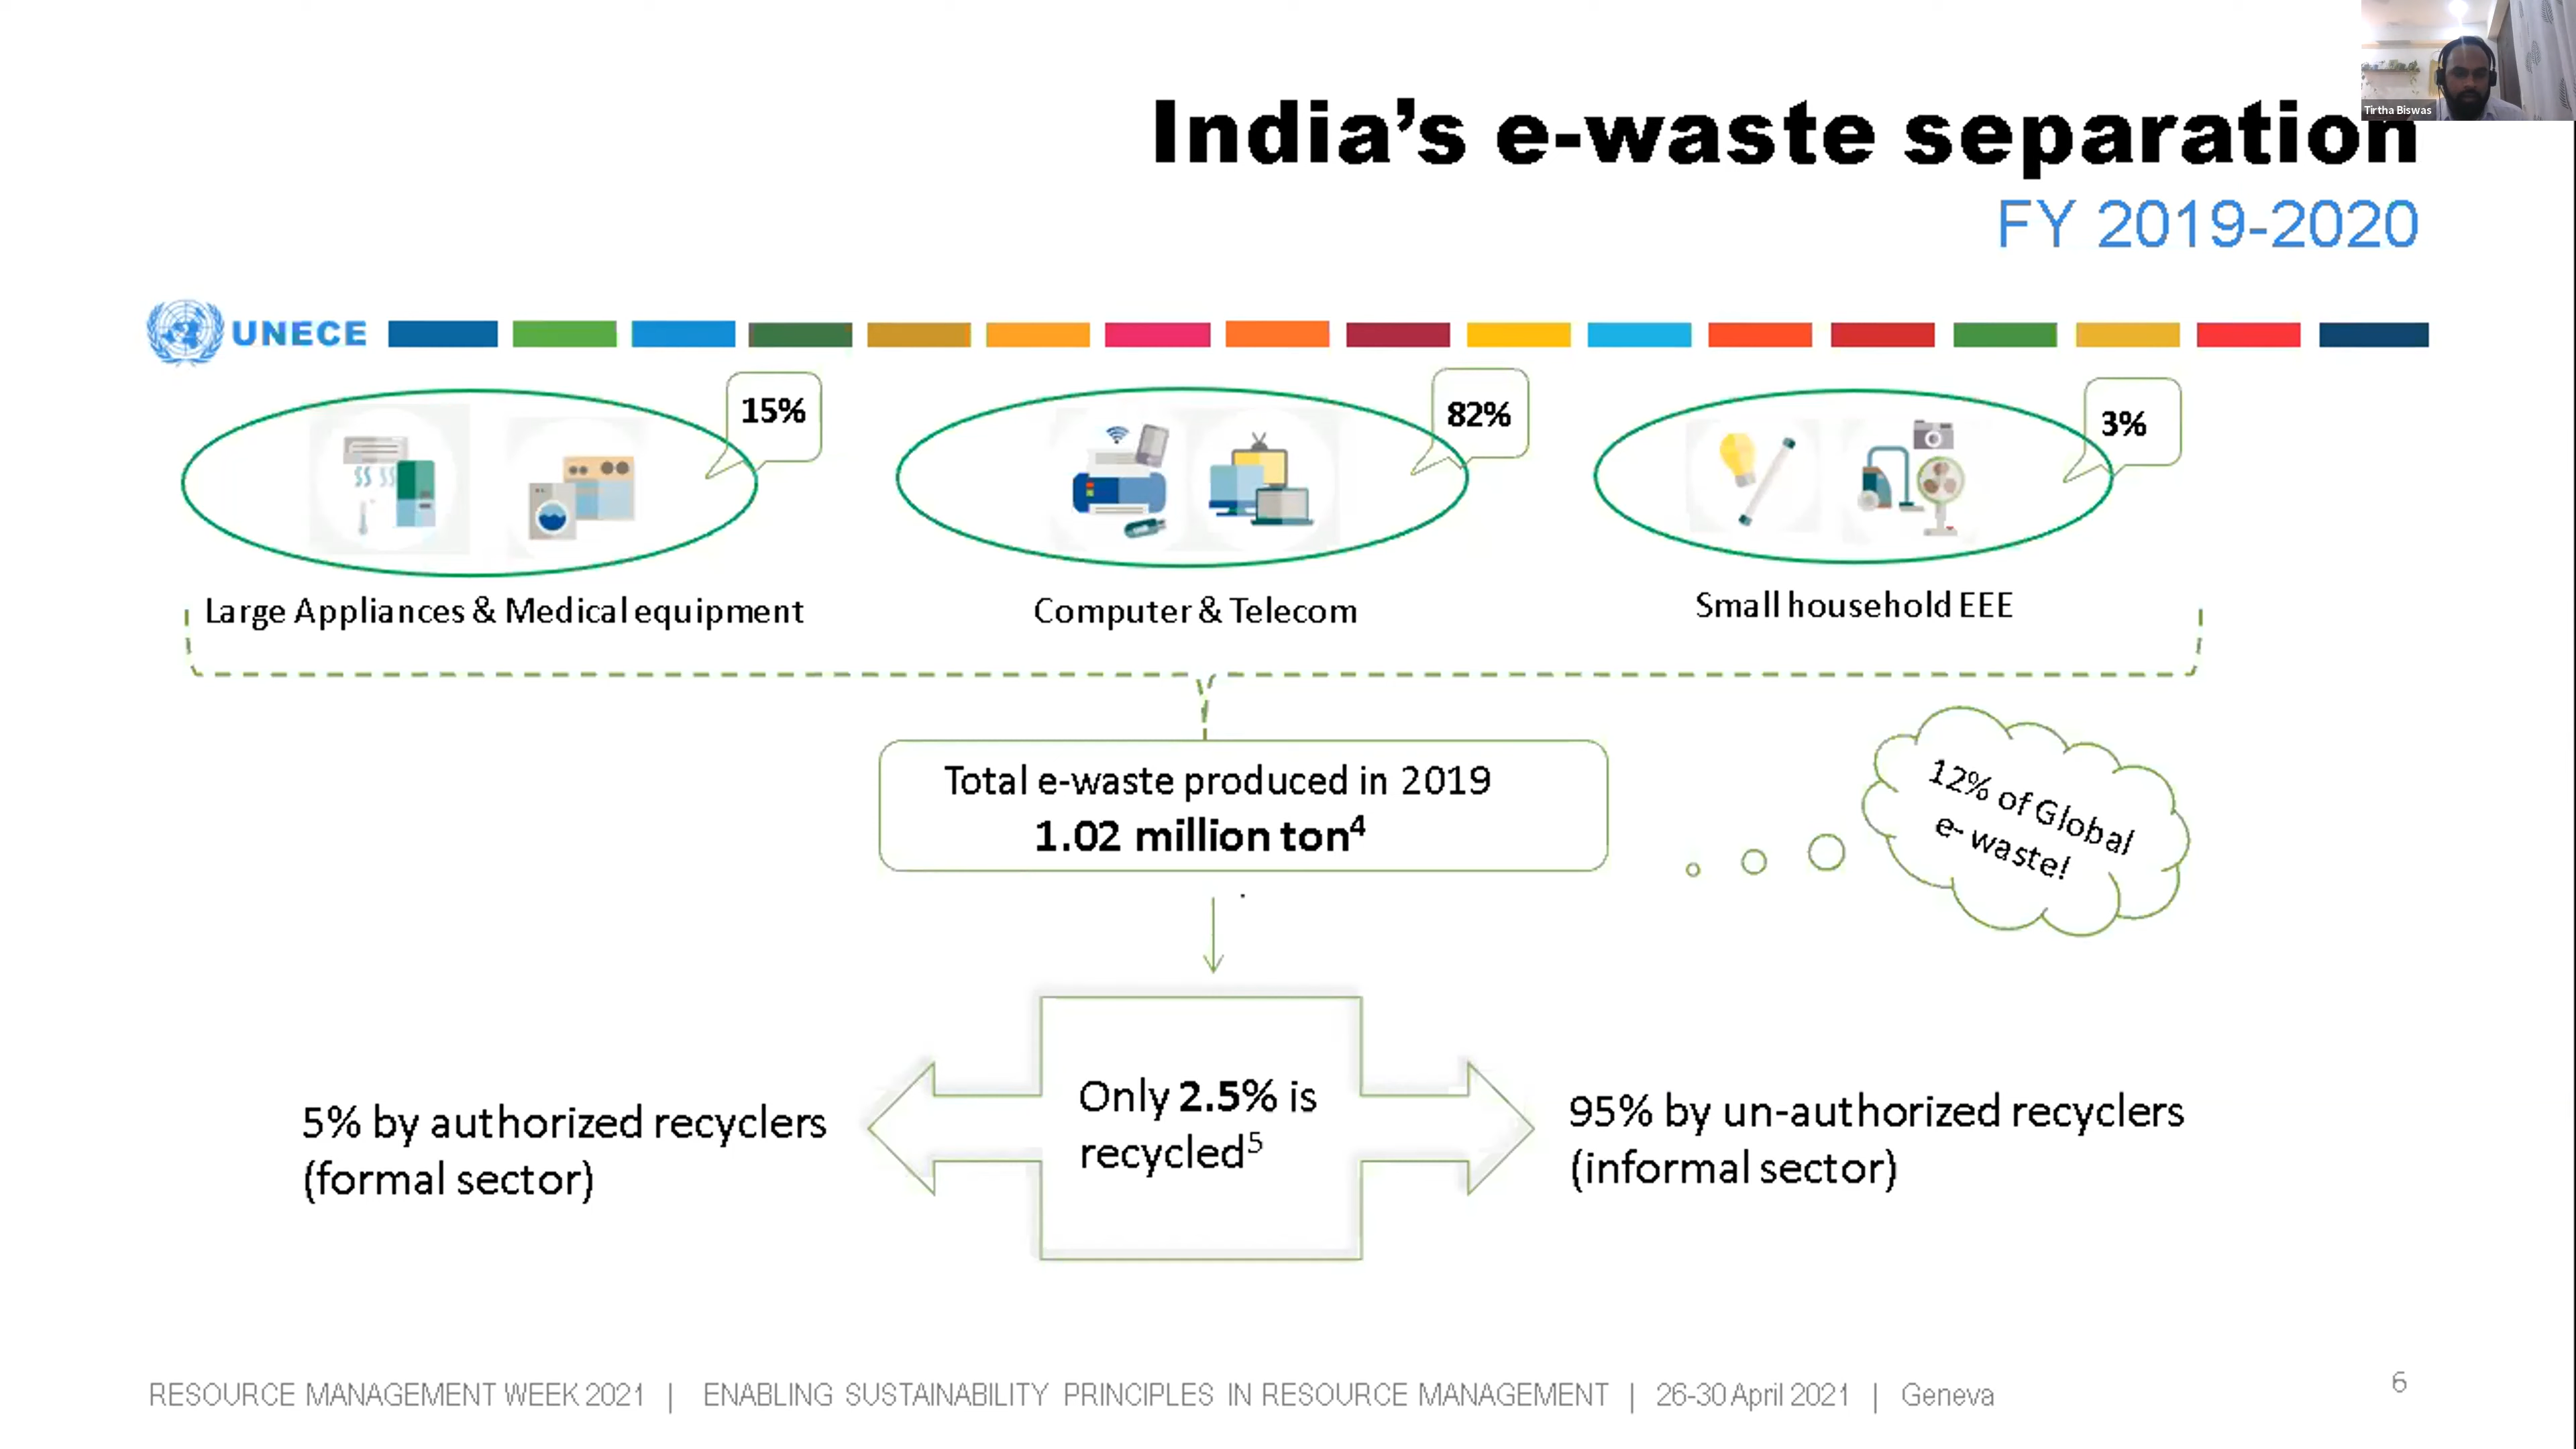 Tirtha Biswas
India's e-waste separation
FY 2019-2020
UNECE
15%
82%
3%
Large Appliances & Medical equipment
Computer & Telecom
Small household EEE
Total e-waste produced in 2019
1.02 million ton⁴
12% of Global
e- waste!
Only 2.5% is
recycled⁵
5% by authorized recyclers
(formal sector)
95% by un-authorized recyclers
(informal sector)
RESOURCE MANAGEMENT WEEK 2021 | ENABLING SUSTAINABILITY PRINCIPLES IN RESOURCE MANAGEMENT | 26-30 April 2021 | Geneva
6